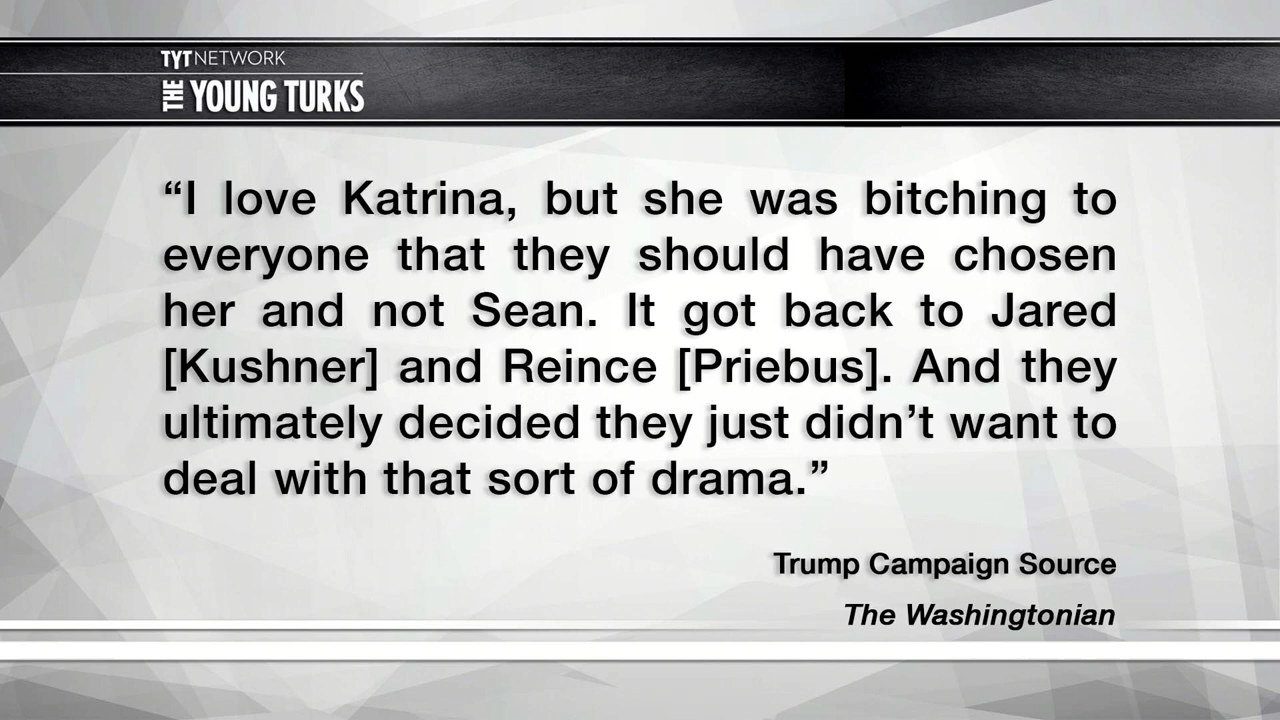 TYT NETWORK
THE YOUNG TURKS
“I love Katrina, but she was bitching to
everyone that they should have chosen
her and not Sean. It got back to Jared
[Kushner] and Reince [Priebus]. And they
ultimately decided they just didn’t want to
deal with that sort of drama.”
Trump Campaign Source
The Washingtonian